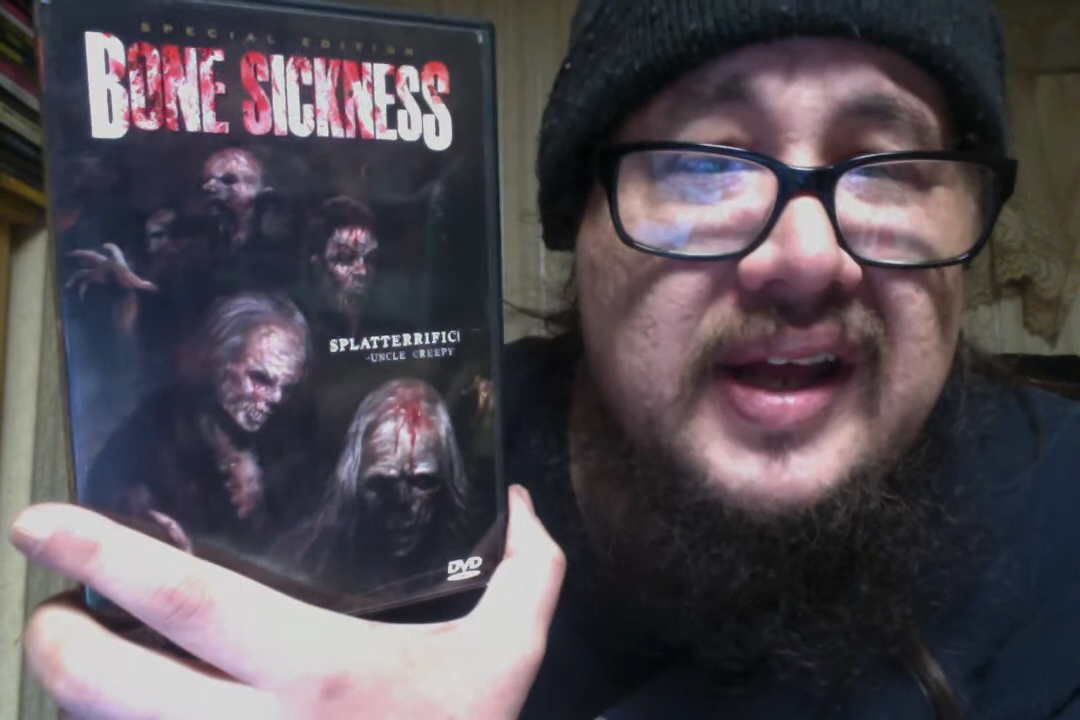 SPECIAL EDITION
BONE SICKNESS
SPLATTERRIFIC!
-UNCLE CREEPY
DVD